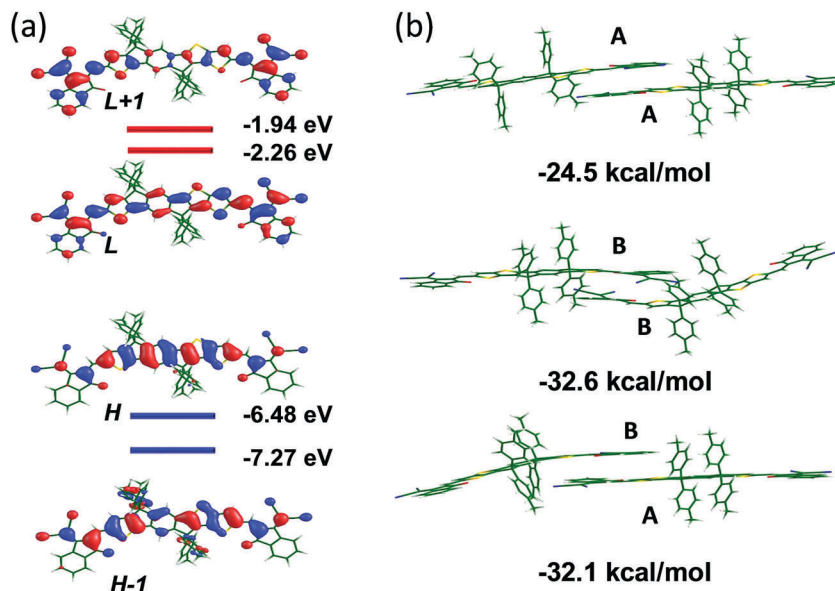 (a)
L+1
-1.94 eV
-2.26 eV
L
H
-6.48 eV
-7.27 eV
H-1
(b)
A
A
-24.5 kcal/mol
B
B
-32.6 kcal/mol
B
A
-32.1 kcal/mol